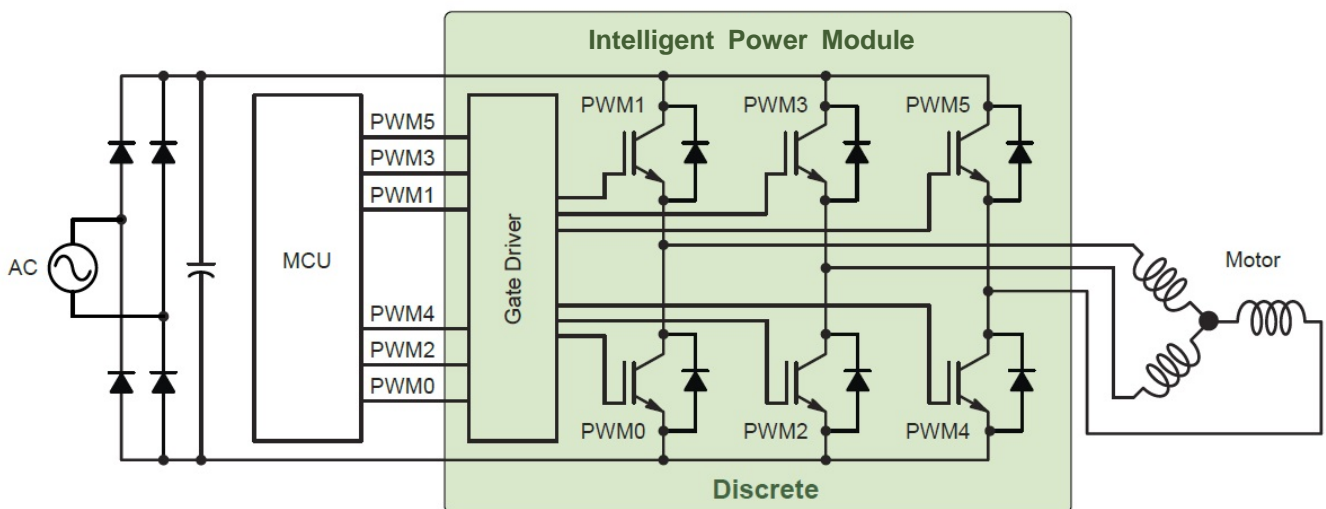 Intelligent Power Module
PWM1
PWM3
PWM5
PWM5
PWM3
PWM1
AC
MCU
Gate Driver
Motor
PWM4
PWM2
PWM0
PWM0
PWM2
PWM4
Discrete